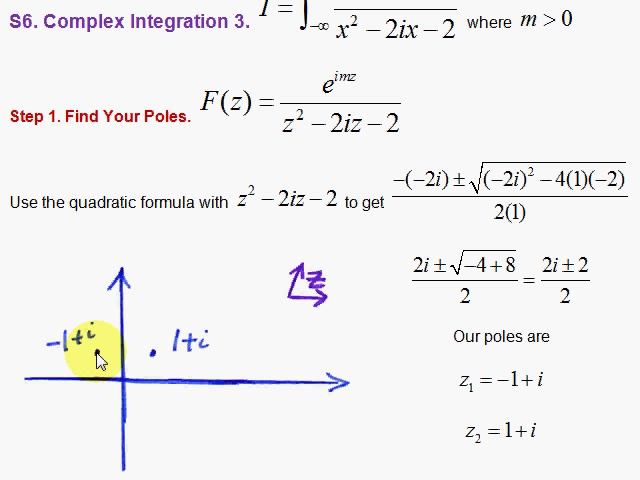 S6. Complex Integration 3. I = ∫_{-∞} / (x² − 2ix − 2) where m > 0
Step 1. Find Your Poles. F(z) = e^{imz} / (z² − 2iz − 2)
Use the quadratic formula with z² − 2iz − 2 to get (−(−2i) ± √((−2i)² − 4(1)(−2))) / 2(1)
(2i ± √(−4 + 8)) / 2 = (2i ± 2) / 2
z
Our poles are
-1+i 1+i
z₁ = −1 + i
z₂ = 1 + i